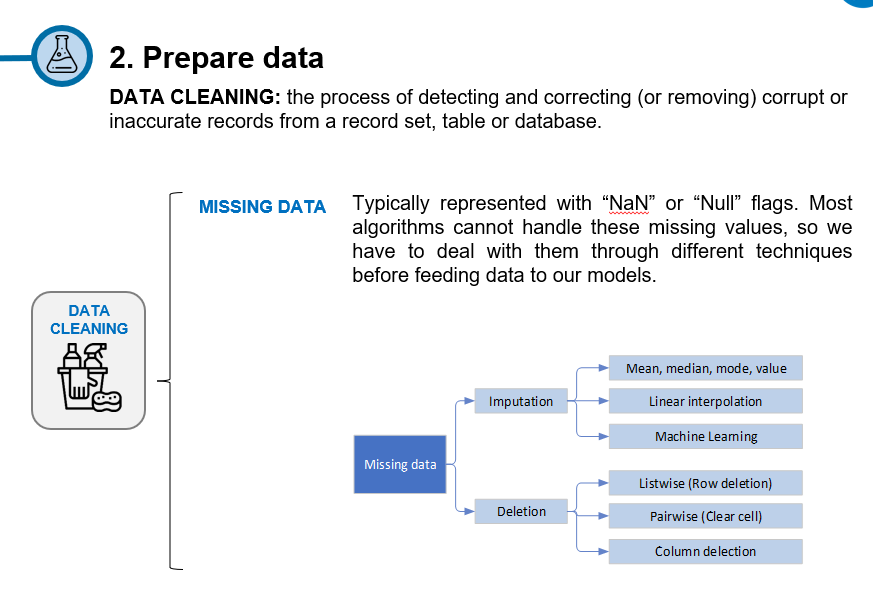 2. Prepare data
DATA CLEANING: the process of detecting and correcting (or removing) corrupt or
inaccurate records from a record set, table or database.
MISSING DATA
Typically represented with “NaN” or “Null” flags. Most
algorithms cannot handle these missing values, so we
have to deal with them through different techniques
before feeding data to our models.
DATA
CLEANING
Missing data
Imputation
Mean, median, mode, value
Linear interpolation
Machine Learning
Deletion
Listwise (Row deletion)
Pairwise (Clear cell)
Column delection